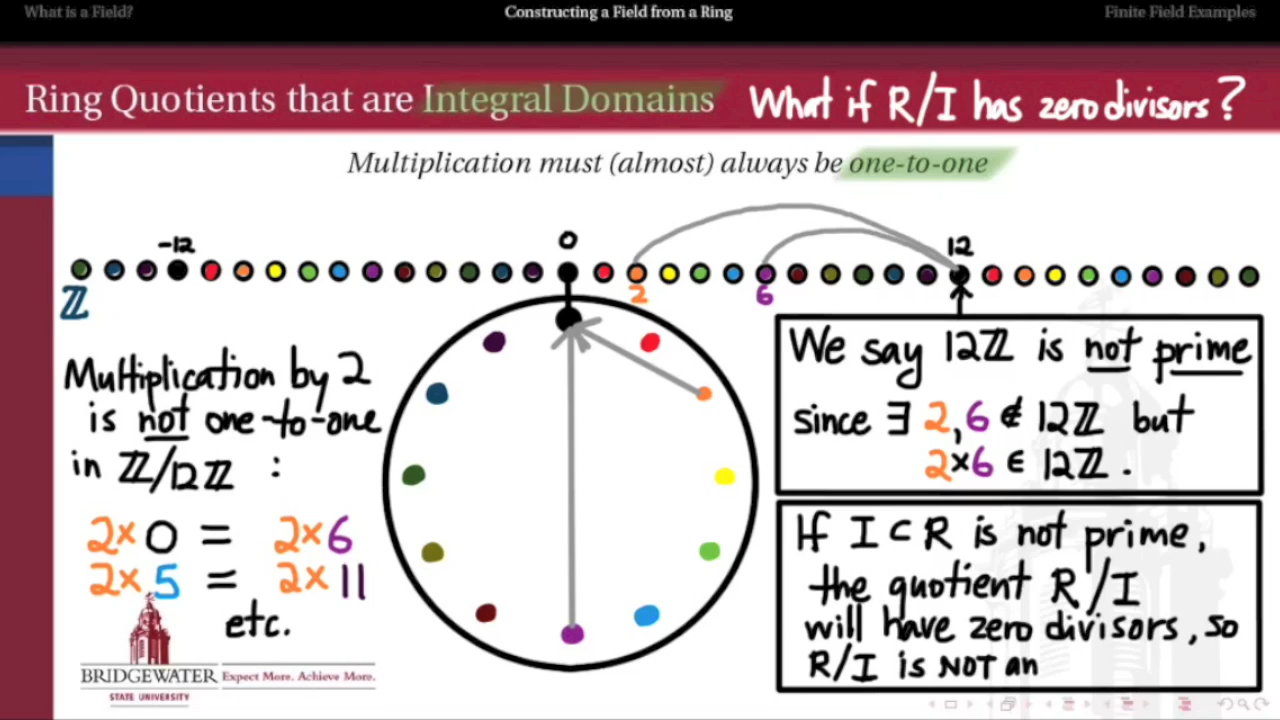 What is a Field?
Constructing a Field from a Ring
Finite Field Examples
Ring Quotients that are Integral Domains
What if R/I has zero divisors?
Multiplication must (almost) always be one-to-one
-12
0
12
ℤ
2
6
Multiplication by 2
is not one-to-one
in ℤ/12ℤ :
2×0 = 2×6
2×5 = 2×11
etc.
We say 12ℤ is not prime
since ∃ 2,6 ∉ 12ℤ but
2×6 ∈ 12ℤ.
If I ⊂ R is not prime,
the quotient R/I
will have zero divisors, so
R/I is NOT an
BRIDGEWATER
STATE UNIVERSITY
Expect More. Achieve More.